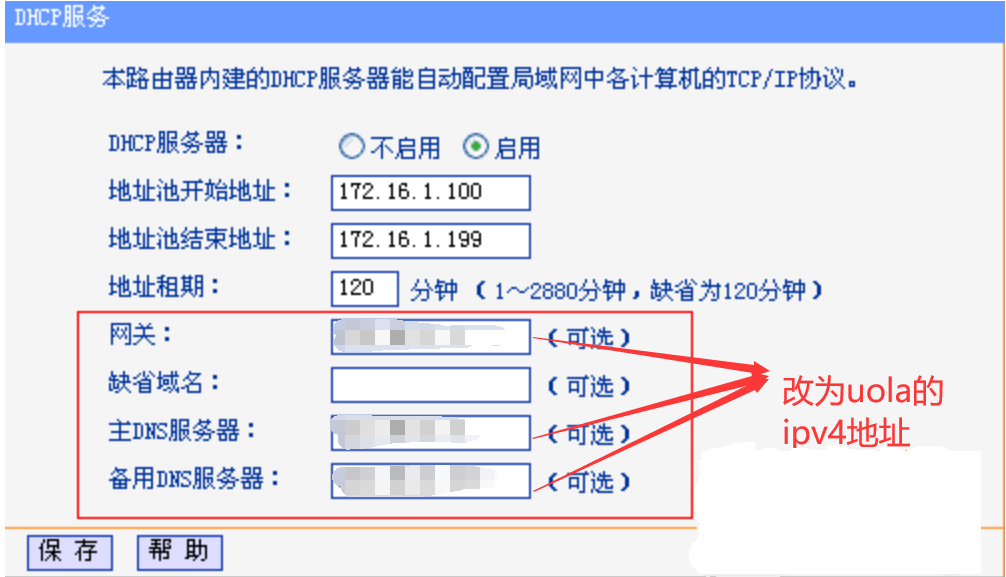 DHCP服务
本路由器内建的DHCP服务器能自动配置局域网中各计算机的TCP/IP协议。
DHCP服务器： 不启用 启用
地址池开始地址： 172.16.1.100
地址池结束地址： 172.16.1.199
地址租期： 120 分钟（1～2880分钟，缺省为120分钟）
网关： （可选）
缺省域名： （可选）
主DNS服务器： （可选）
备用DNS服务器： （可选）
改为uola的
ipv4地址
保 存 帮 助